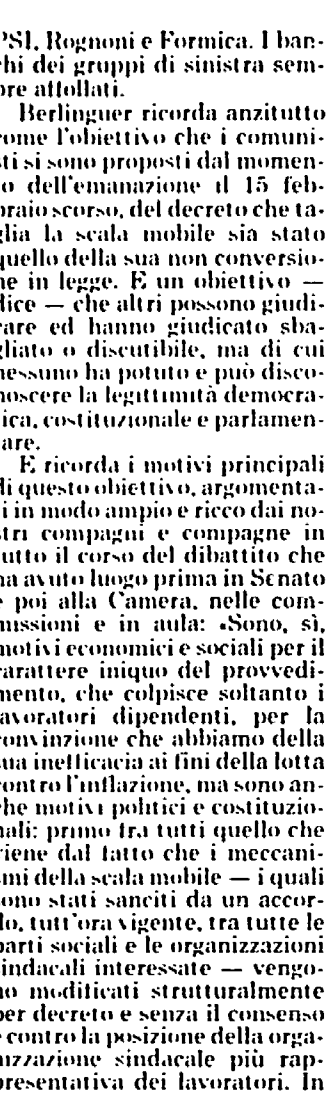 PSI, Rognoni e Formica. I ban-
chi dei gruppi di sinistra sem-
pre affollati.
Berlinguer ricorda anzitutto
come l'obiettivo che i comuni-
sti si sono proposti dal momen-
to dell'emanazione il 15 feb-
braio scorso, del decreto che ta-
glia la scala mobile sia stato
quello della sua non conversio-
ne in legge. È un obiettivo —
dice — che altri possono giudi-
care ed hanno giudicato sba-
gliato o discutibile, ma di cui
nessuno ha potuto e può disco-
noscere la legittimità democra-
tica, costituzionale e parlamen-
tare.
E ricorda i motivi principali
di questo obiettivo, argomenta-
ti in modo ampio e ricco dai no-
stri compagni e compagne in
tutto il corso del dibattito che
ha avuto luogo prima in Senato
e poi alla Camera, nelle com-
missioni e in aula: «Sono, sì,
motivi economici e sociali per il
carattere iniquo del provvedi-
mento, che colpisce soltanto i
lavoratori dipendenti, per la
convinzione che abbiamo della
sua inefficacia ai fini della lotta
contro l'inflazione, ma sono an-
che motivi politici e costituzio-
nali: primo fra tutti quello che
viene dal fatto che i meccani-
smi della scala mobile — i quali
sono stati sanciti da un accor-
do, tutt'ora vigente, tra tutte le
parti sociali e le organizzazioni
sindacali interessate — vengo-
no modificati strutturalmente
per decreto e senza il consenso
e contro la posizione della orga-
nizzazione sindacale più rap-
presentativa dei lavoratori. In